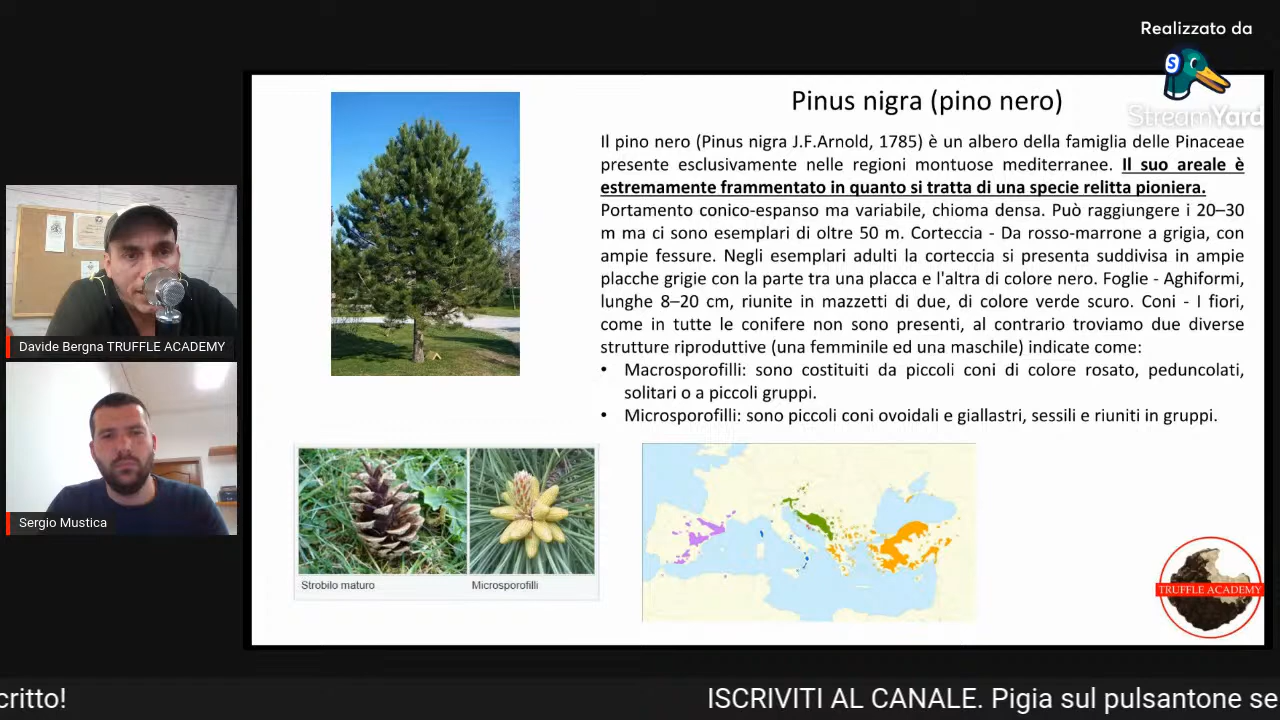 Realizzato da
S
StreamYard
Pinus nigra (pino nero)
Il pino nero (Pinus nigra J.F.Arnold, 1785) è un albero della famiglia delle Pinaceae
presente esclusivamente nelle regioni montuose mediterranee. Il suo areale è
estremamente frammentato in quanto si tratta di una specie relitta pioniera.
Portamento conico-espanso ma variabile, chioma densa. Può raggiungere i 20–30
m ma ci sono esemplari di oltre 50 m. Corteccia - Da rosso-marrone a grigia, con
ampie fessure. Negli esemplari adulti la corteccia si presenta suddivisa in ampie
placche grigie con la parte tra una placca e l'altra di colore nero. Foglie - Aghiformi,
lunghe 8–20 cm, riunite in mazzetti di due, di colore verde scuro. Coni - I fiori,
come in tutte le conifere non sono presenti, al contrario troviamo due diverse
strutture riproduttive (una femminile ed una maschile) indicate come:
• Macrosporofilli: sono costituiti da piccoli coni di colore rosato, peduncolati,
solitari o a piccoli gruppi.
• Microsporofilli: sono piccoli coni ovoidali e giallastri, sessili e riuniti in gruppi.
Davide Bergna TRUFFLE ACADEMY
Sergio Mustica
Strobilo maturo
Microsporofilli
TRUFFLE ACADEMY
critto!
ISCRIVITI AL CANALE. Pigia sul pulsantone se